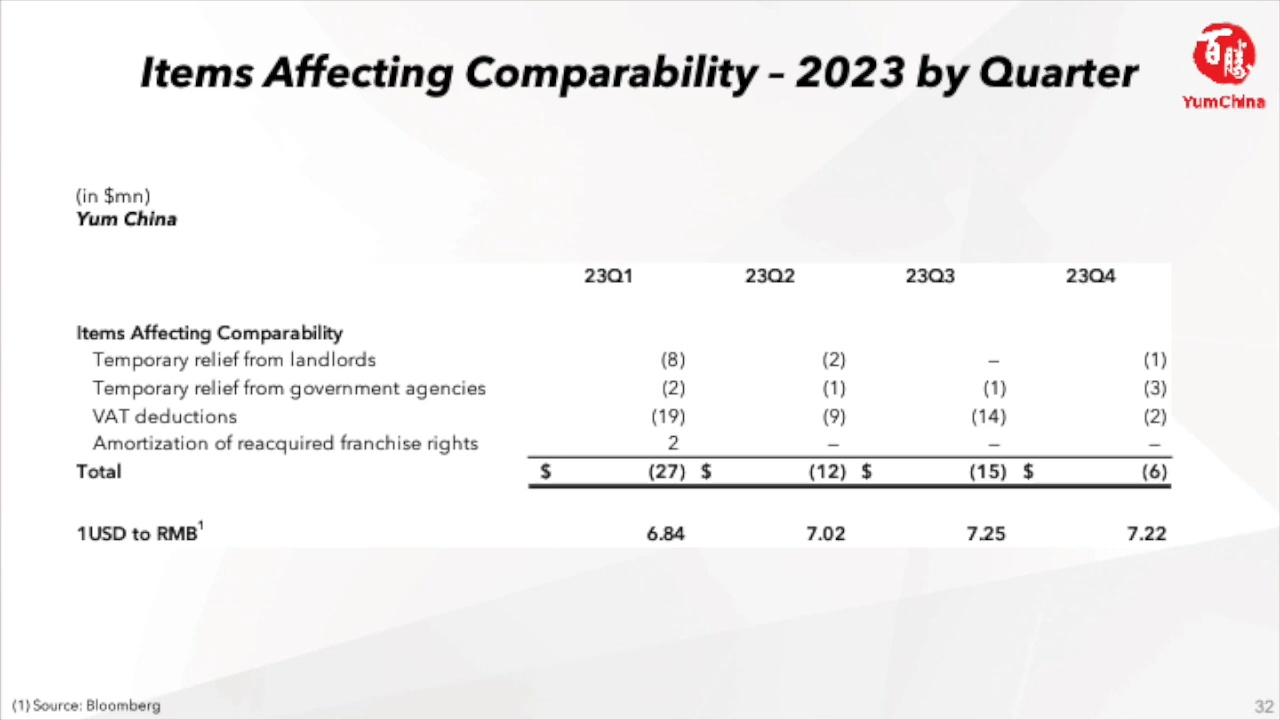 Items Affecting Comparability – 2023 by Quarter
百勝
YumChina
(in $mn)
Yum China
23Q1 23Q2 23Q3 23Q4
Items Affecting Comparability
Temporary relief from landlords (8) (2) – (1)
Temporary relief from government agencies (2) (1) (1) (3)
VAT deductions (19) (9) (14) (2)
Amortization of reacquired franchise rights 2 – – –
Total $ (27) $ (12) $ (15) $ (6)
1USD to RMB1 6.84 7.02 7.25 7.22
(1) Source: Bloomberg
32